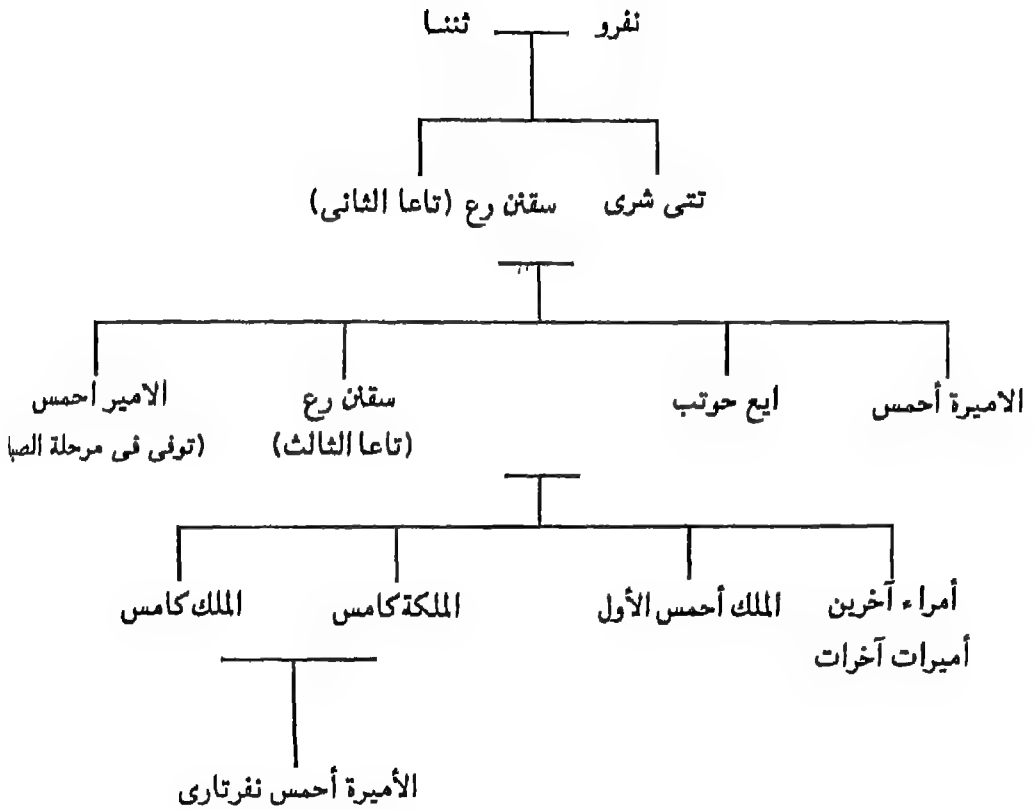 نفرو ثننا
تتى شرى سقنن رع (تاعا الثانى)
الاميرة أحمس ايع حوتب سقنن رع الامير احمس
(تاعا الثالث) (توفى فى مرحلة الصبا
أمراء آخرين الملك أحمس الأول الملكة كامس الملك كامس
أميرات آخرات
الأميرة أحمس نفرتارى